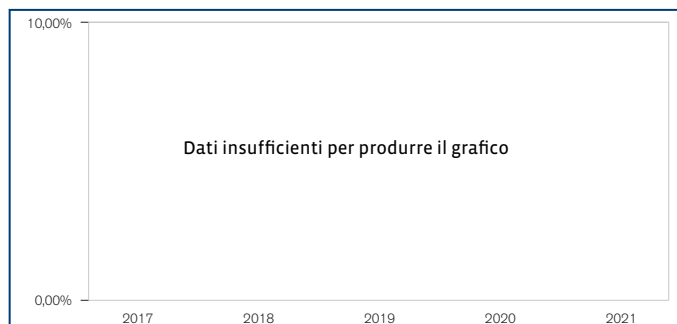 10,00%
Dati insufficienti per produrre il grafico
0,00%
2017 2018 2019 2020 2021